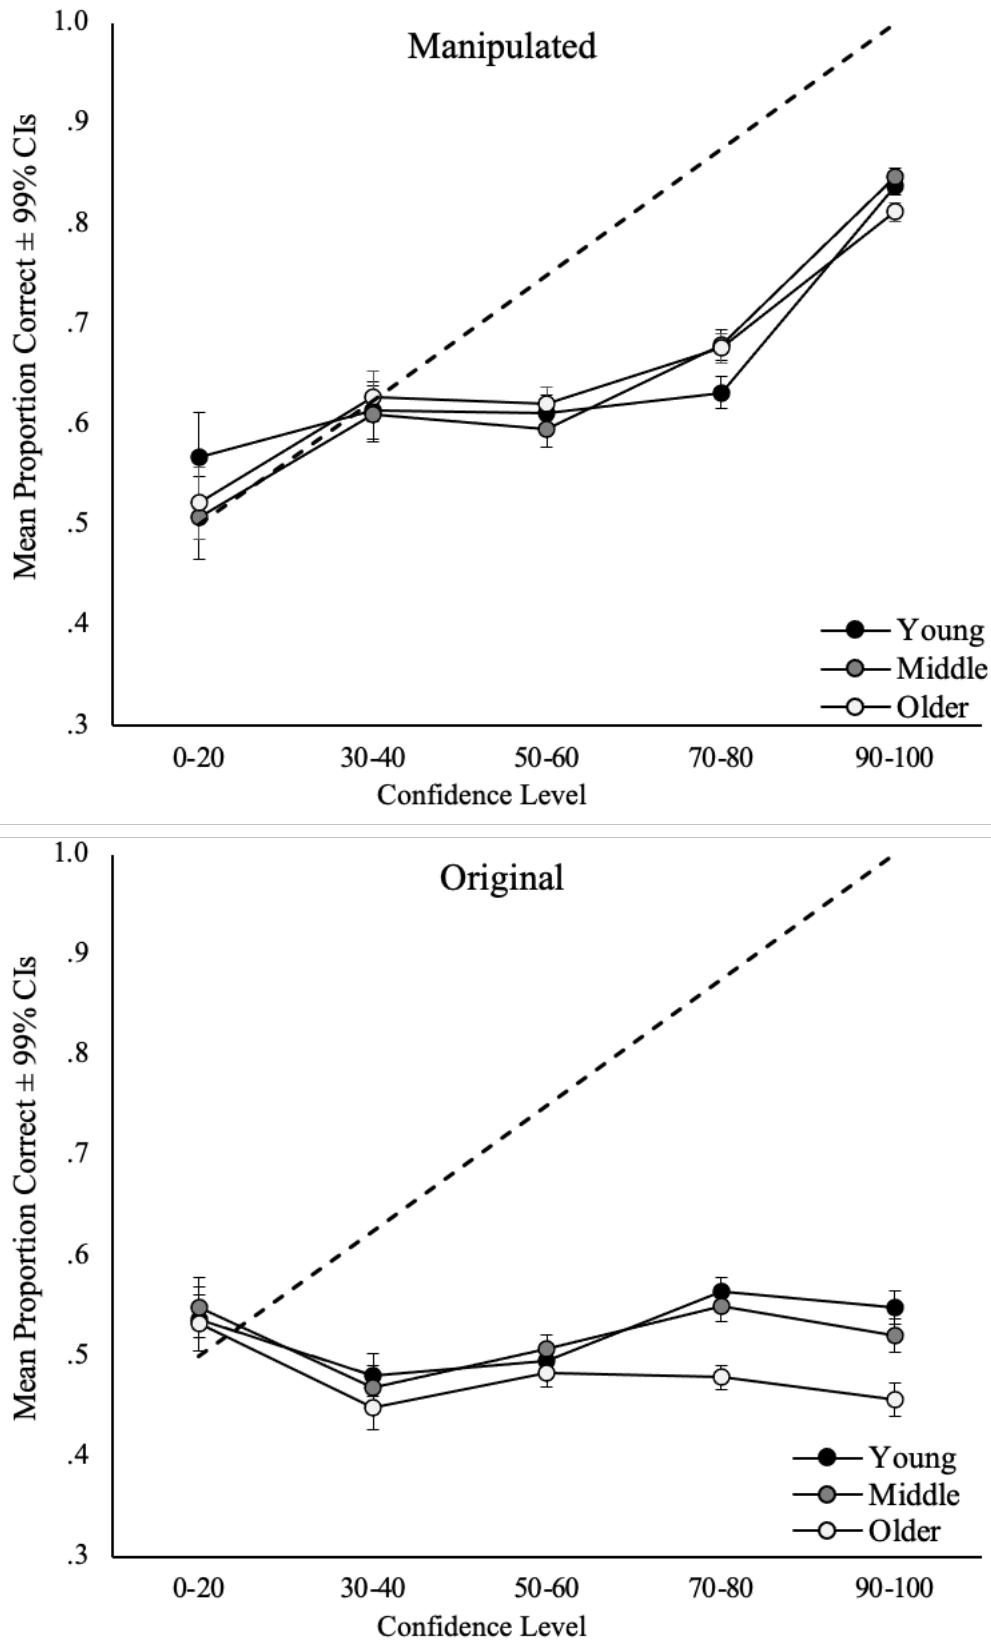 Manipulated
Mean Proportion Correct ± 99% CIs
1.0
.9
.8
.7
.6
.5
.4
.3
Young
Middle
Older
0-20 30-40 50-60 70-80 90-100
Confidence Level
Original
Mean Proportion Correct ± 99% CIs
1.0
.9
.8
.7
.6
.5
.4
.3
Young
Middle
Older
0-20 30-40 50-60 70-80 90-100
Confidence Level